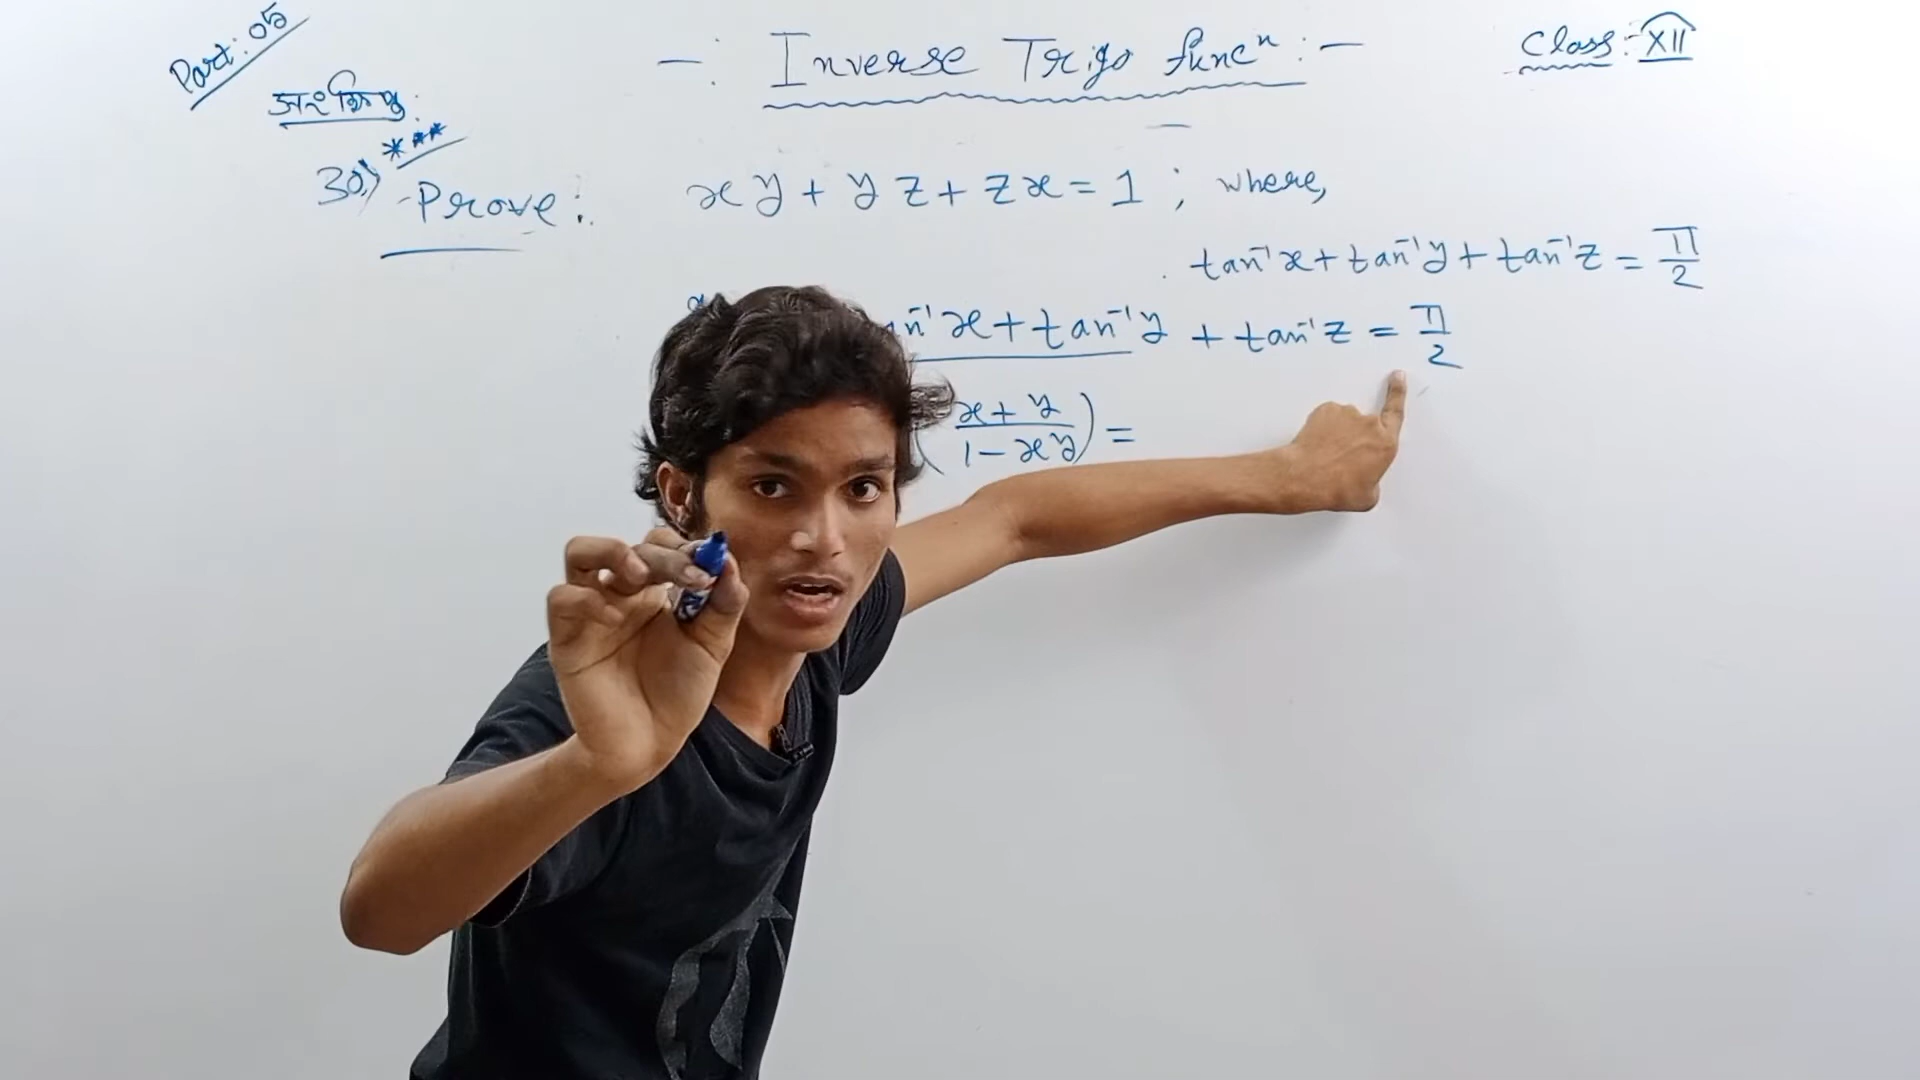 Part: 05
-: Inverse Trigo funcⁿ :-
Class:- XII
30.) ***
Prove: xy + yz + zx = 1 ; where,
tan⁻¹x + tan⁻¹y + tan⁻¹z = π/2
tan⁻¹x + tan⁻¹y + tan⁻¹z = π/2
(x+y/1-xy) =